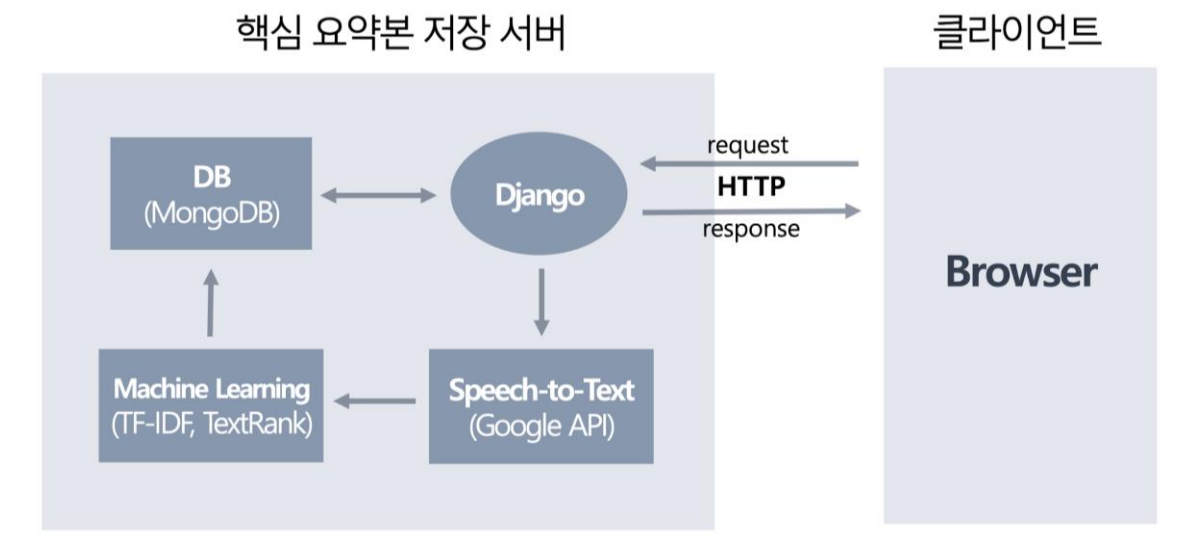 핵심 요약본 저장 서버
클라이언트
DB
(MongoDB)
Django
request
HTTP
response
Browser
Machine Learning
(TF-IDF, TextRank)
Speech-to-Text
(Google API)